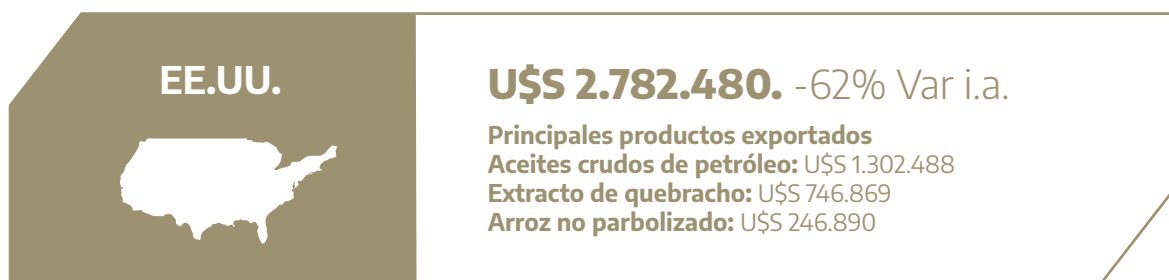 EE.UU.
U$S 2.782.480. -62% Var i.a.
Principales productos exportados
Aceites crudos de petróleo: U$S 1.302.488
Extracto de quebracho: U$S 746.869
Arroz no parbolizado: U$S 246.890